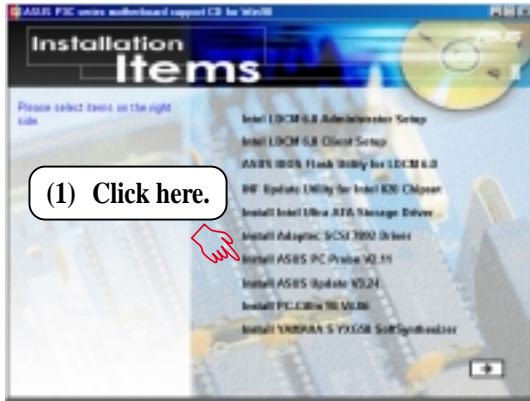 ASUS P3C series motherboard support CD for Win98
ASUS
Installation
Items
Please select items on the right
side.
Intel LDCM 6.0 Administrator Setup
Intel LDCM 6.0 Client Setup
ASUS BIOS Flash Utility for LDCM 6.0
INF Update Utility for Intel 820 Chipset
Install Intel Ultra ATA Storage Driver
Install Adaptec SCSI 7892 Driver
Install ASUS PC Probe V2.11
Install ASUS Update V3.24
Install PC-Cillin 98
Install YAMAHA S-YXG50 SoftSynthesizer
(1) Click here.